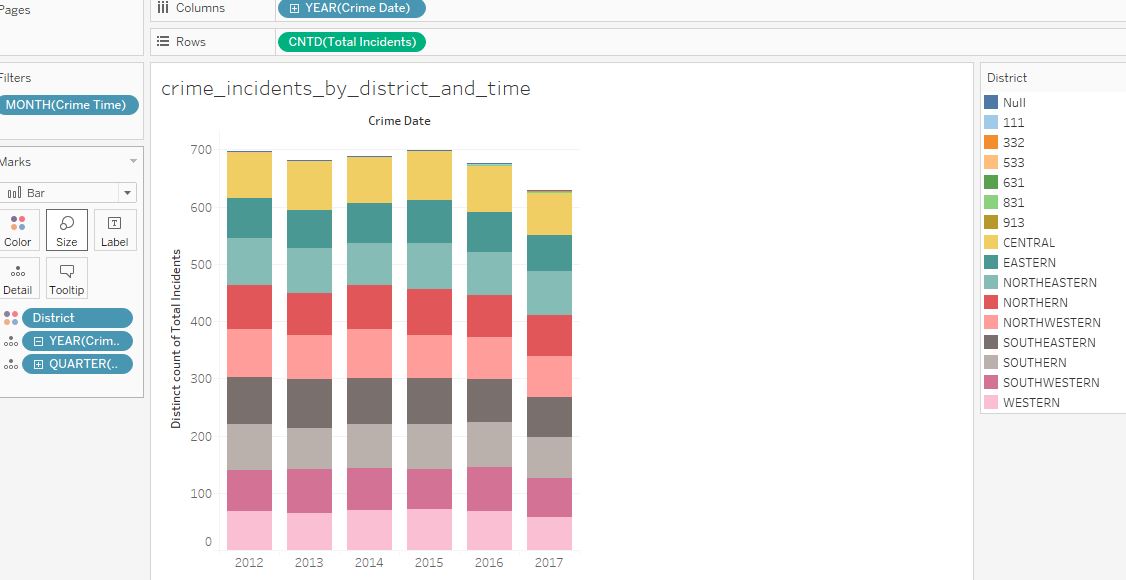 Pages
Columns
YEAR(Crime Date)
Rows
CNTD(Total Incidents)
Filters
MONTH(Crime Time)
Marks
Bar
Color
Size
Label
Detail
Tooltip
District
YEAR(Crim..
QUARTER(..
crime_incidents_by_district_and_time
Crime Date
Distinct count of Total Incidents
700
600
500
400
300
200
100
0
2012
2013
2014
2015
2016
2017
District
Null
111
332
533
631
831
913
CENTRAL
EASTERN
NORTHEASTERN
NORTHERN
NORTHWESTERN
SOUTHEASTERN
SOUTHERN
SOUTHWESTERN
WESTERN